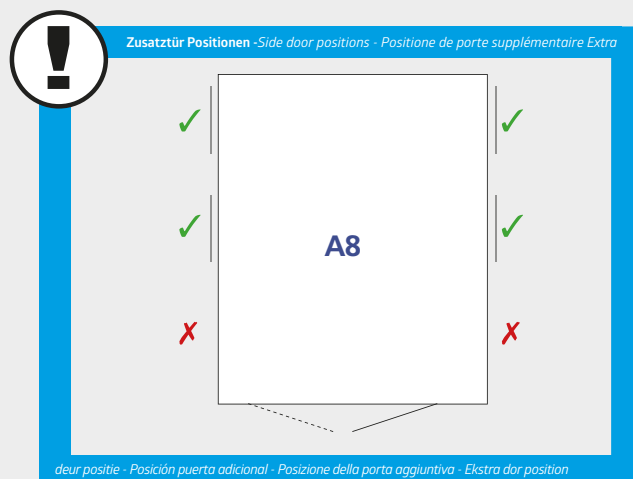 Zusatztür Positionen -Side door positions - Positione de porte supplémentaire Extra
A8
deur positie - Posición puerta adicional - Posizione della porta aggiuntiva - Ekstra dor position